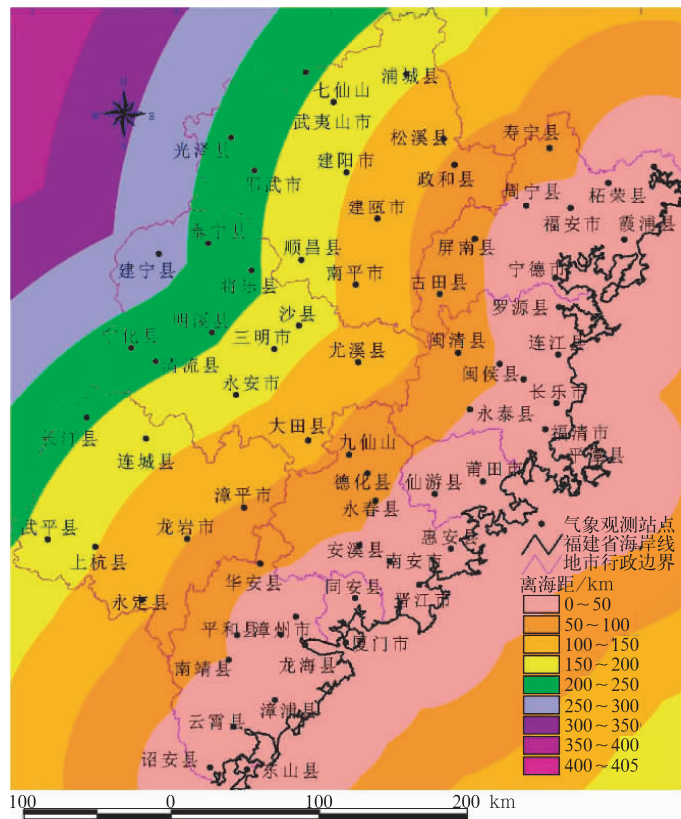 浦城县
七仙山
武夷山市
松溪县
寿宁县
光泽县
邵武市
建阳市
政和县
周宁县
柘荣县
建瓯市
福安市
霞浦县
泰宁县
顺昌县
屏南县
建宁县
将乐县
南平市
古田县
宁德市
罗源县
明溪县
沙县
宁化县
三明市
尤溪县
闽清县
连江县
清流县
闽侯县
永安市
长乐市
永泰县
大田县
福清市
长汀县
九仙山
平潭县
连城县
德化县
仙游县
莆田市
漳平市
永春县
武平县
龙岩市
惠安县
气象观测站点
上杭县
安溪县
南安市
福建省海岸线
华安县
地市行政边界
永定县
同安县
晋江市
离海距/km
0~50
平和县
漳州市
厦门市
50~100
南靖县
龙海县
100~150
150~200
漳浦县
200~250
云霄县
250~300
300~350
诏安县
东山县
350~400
400~405
100 0 100 200 km